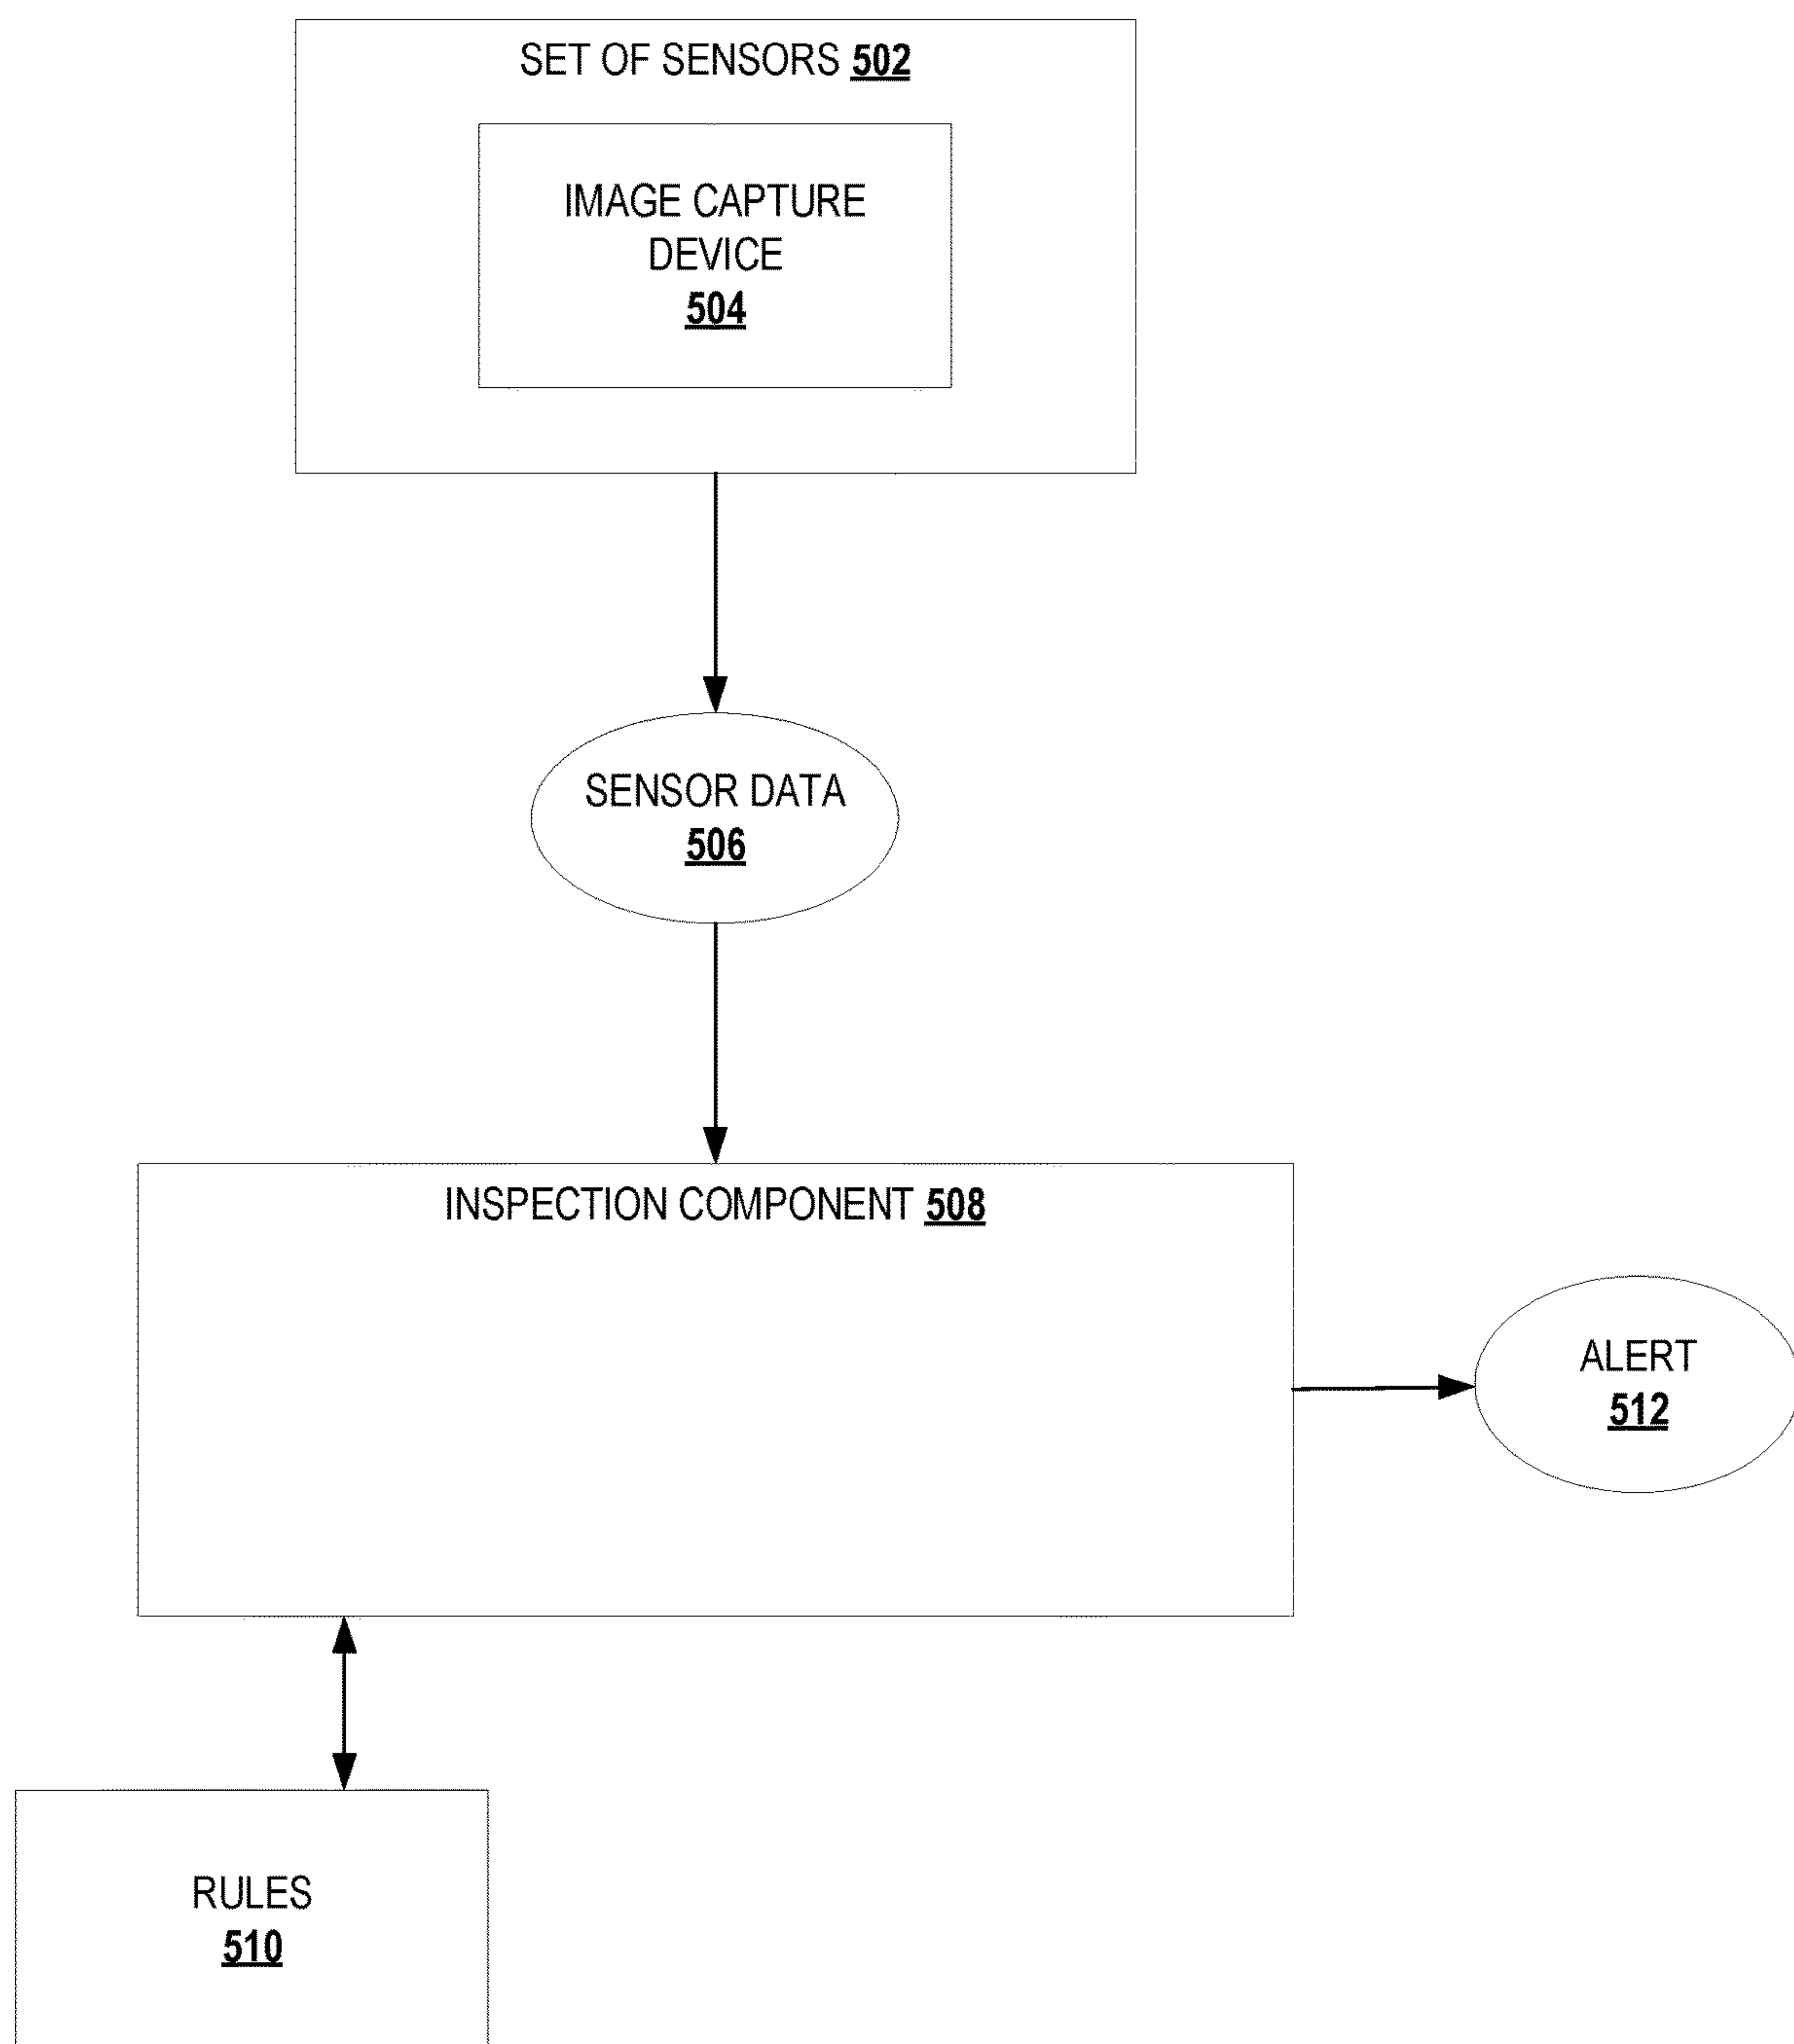 SET OF SENSORS 502
IMAGE CAPTURE
DEVICE
504
SENSOR DATA
506
INSPECTION COMPONENT 508
ALERT
512
RULES
510